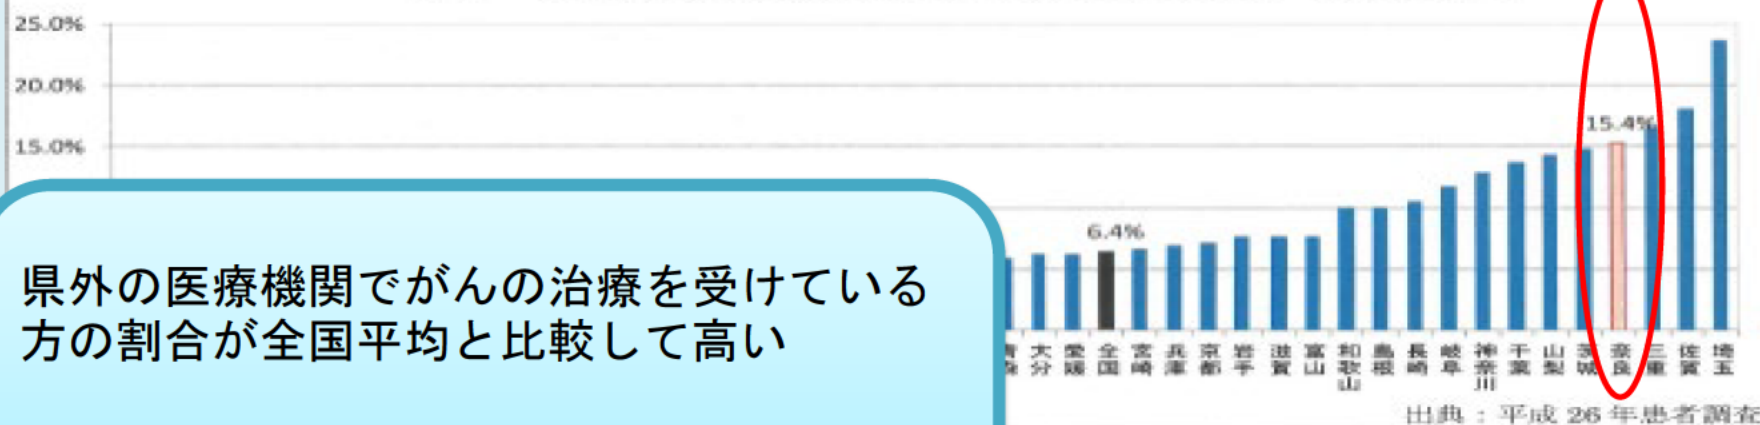 25.0%
20.0%
15.0%
15.4%
6.4%
県外の医療機関でがんの治療を受けている
方の割合が全国平均と比較して高い
大分
愛媛
全国
宮崎
兵庫
京都
岩手
滋賀
富山
和歌山
島根
長崎
岐阜
神奈川
千葉
山梨
茨城
奈良
三重
佐賀
埼玉
出典：平成 26 年患者調査